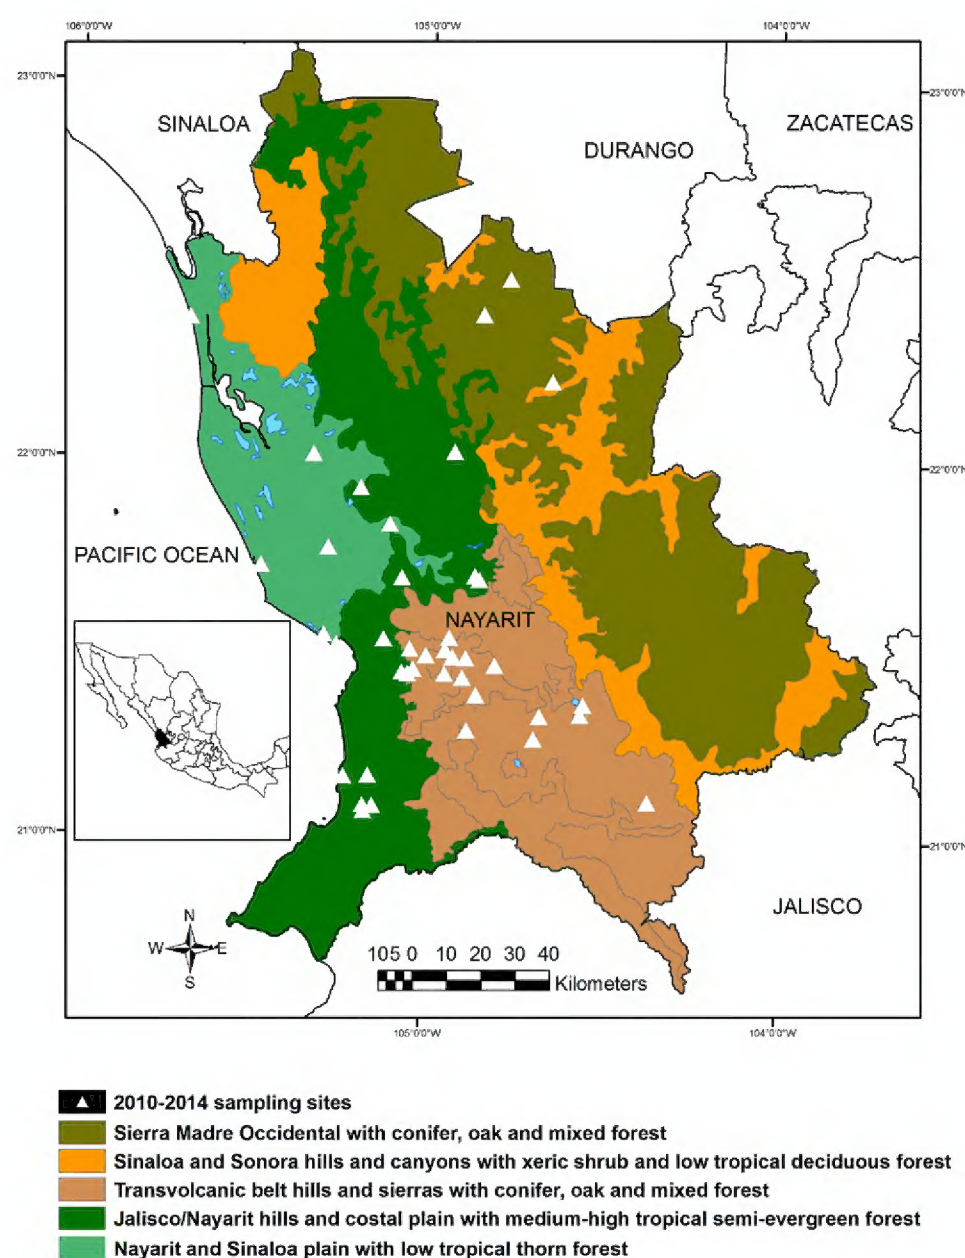 106°0'0"W 105°0'0"W 104°0'0"W
23°0'0"N 23°0'0"N
SINALOA
DURANGO
ZACATECAS
22°0'0"N 22°0'0"N
PACIFIC OCEAN
NAYARIT
21°0'0"N 21°0'0"N
JALISCO
N
W E
S
105 0 10 20 30 40
Kilometers
105°0'0"W 104°0'0"W
2010-2014 sampling sites
Sierra Madre Occidental with conifer, oak and mixed forest
Sinaloa and Sonora hills and canyons with xeric shrub and low tropical deciduous forest
Transvolcanic belt hills and sierras with conifer, oak and mixed forest
Jalisco/Nayarit hills and costal plain with medium-high tropical semi-evergreen forest
Nayarit and Sinaloa plain with low tropical thorn forest